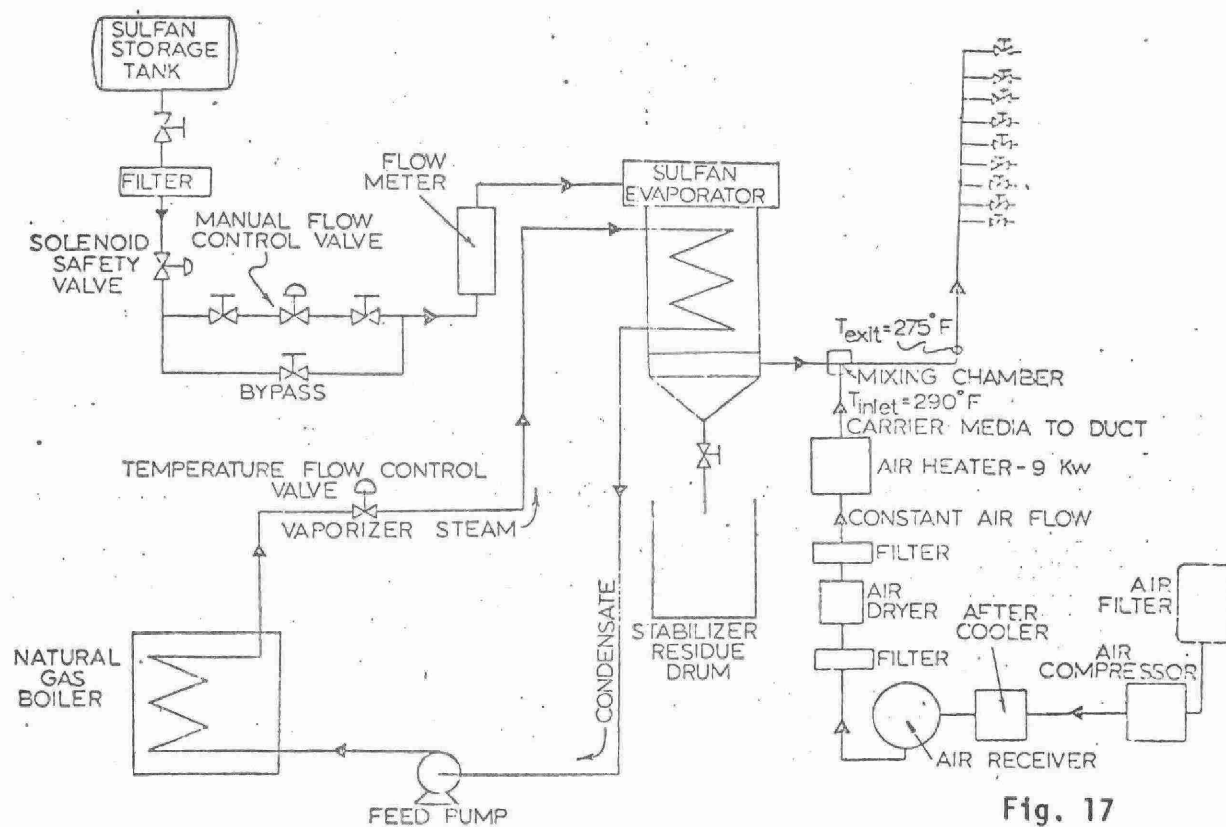 SULFAN
STORAGE
TANK
FILTER
SOLENOID
SAFETY
VALVE
MANUAL FLOW
CONTROL VALVE
BYPASS
FLOW
METER
SULFAN
EVAPORATOR
TEMPERATURE FLOW CONTROL
VALVE
VAPORIZER STEAM
NATURAL
GAS
BOILER
FEED PUMP
CONDENSATE
STABILIZER
RESIDUE
DRUM
Texit=275°F
MIXING CHAMBER
Tinlet=290°F
CARRIER MEDIA TO DUCT
AIR HEATER-9 Kw
CONSTANT AIR FLOW
FILTER
AIR
DRYER
FILTER
AFTER
COOLER
AIR
FILTER
AIR
COMPRESSOR
AIR RECEIVER
Fig. 17